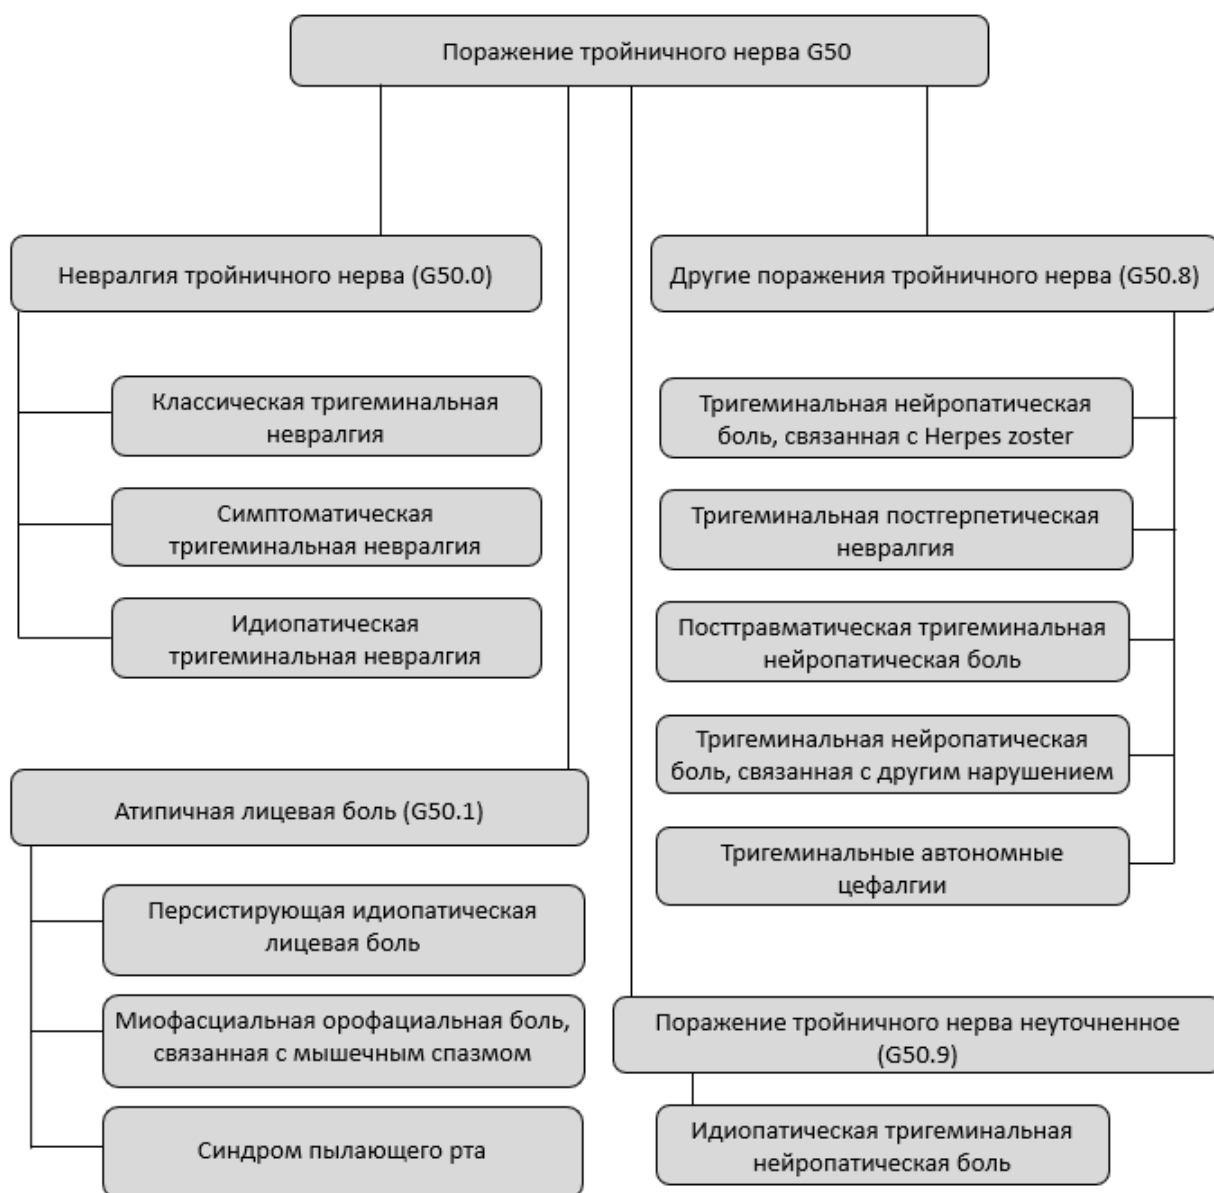 Поражение тройничного нерва G50
Невралгия тройничного нерва (G50.0)
Классическая тригеминальная
невралгия
Симптоматическая
тригеминальная невралгия
Идиопатическая
тригеминальная невралгия
Атипичная лицевая боль (G50.1)
Персистирующая идиопатическая
лицевая боль
Миофасциальная орофациальная боль,
связанная с мышечным спазмом
Синдром пылающего рта
Другие поражения тройничного нерва (G50.8)
Тригеминальная нейропатическая
боль, связанная с Herpes zoster
Тригеминальная постгерпетическая
невралгия
Посттравматическая тригеминальная
нейропатическая боль
Тригеминальная нейропатическая
боль, связанная с другим нарушением
Тригеминальные автономные
цефалгии
Поражение тройничного нерва неуточненное
(G50.9)
Идиопатическая тригеминальная
нейропатическая боль